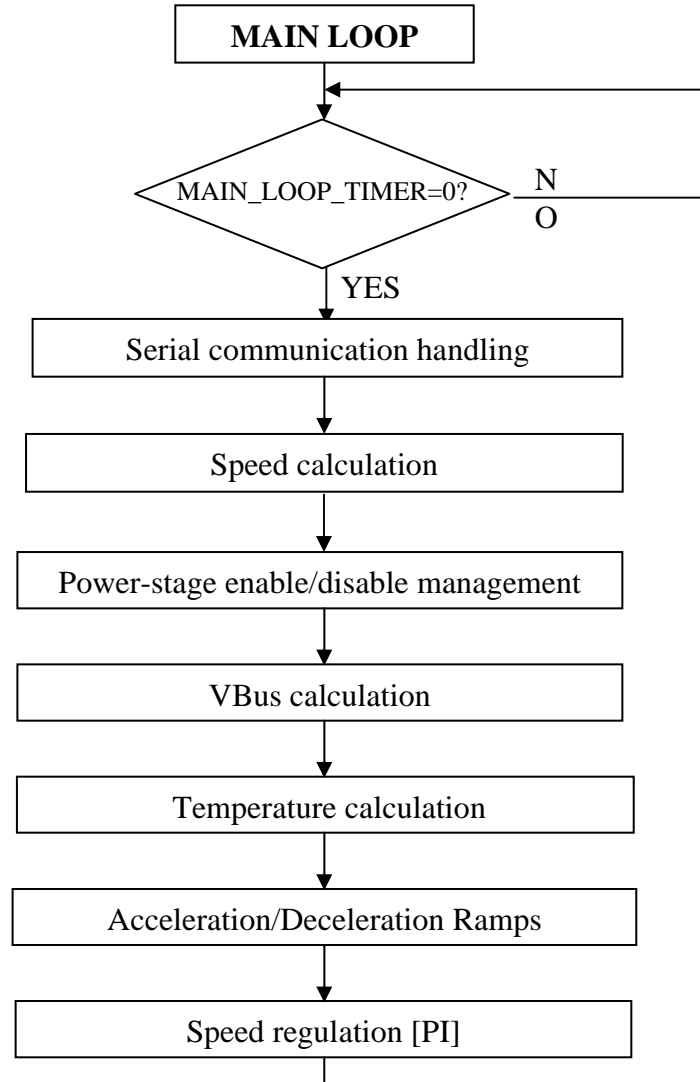 MAIN LOOP
MAIN_LOOP_TIMER=0?
N
O
YES
Serial communication handling
Speed calculation
Power-stage enable/disable management
VBus calculation
Temperature calculation
Acceleration/Deceleration Ramps
Speed regulation [PI]